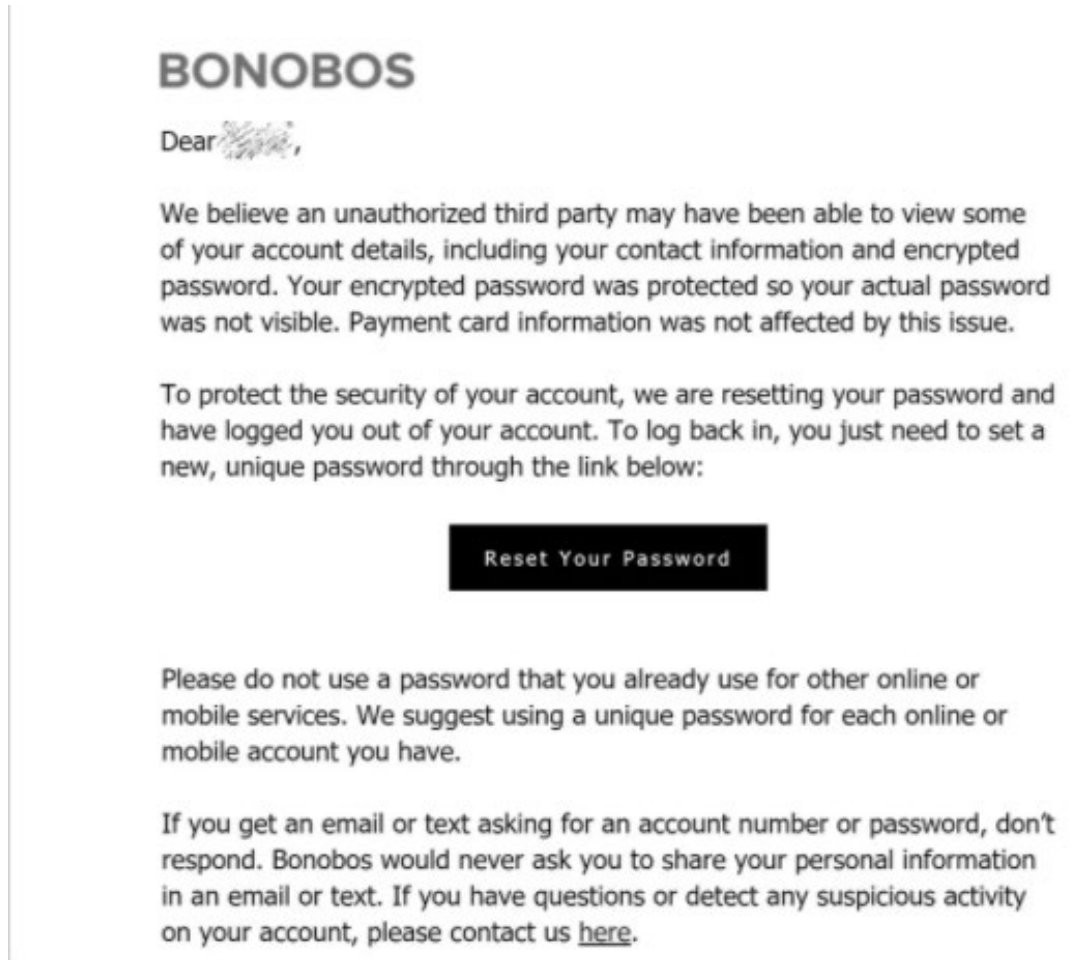 BONOBOS
Dear ,
We believe an unauthorized third party may have been able to view some
of your account details, including your contact information and encrypted
password. Your encrypted password was protected so your actual password
was not visible. Payment card information was not affected by this issue.
To protect the security of your account, we are resetting your password and
have logged you out of your account. To log back in, you just need to set a
new, unique password through the link below:
Reset Your Password
Please do not use a password that you already use for other online or
mobile services. We suggest using a unique password for each online or
mobile account you have.
If you get an email or text asking for an account number or password, don’t
respond. Bonobos would never ask you to share your personal information
in an email or text. If you have questions or detect any suspicious activity
on your account, please contact us here.